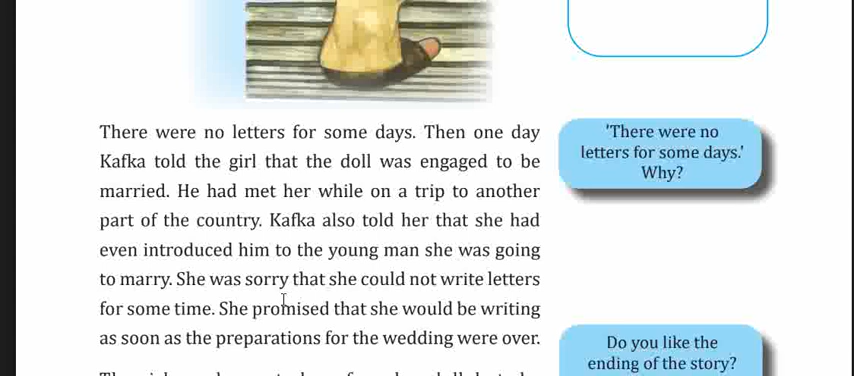 There were no letters for some days. Then one day
Kafka told the girl that the doll was engaged to be
married. He had met her while on a trip to another
part of the country. Kafka also told her that she had
even introduced him to the young man she was going
to marry. She was sorry that she could not write letters
for some time. She promised that she would be writing
as soon as the preparations for the wedding were over.
'There were no
letters for some days.'
Why?
Do you like the
ending of the story?